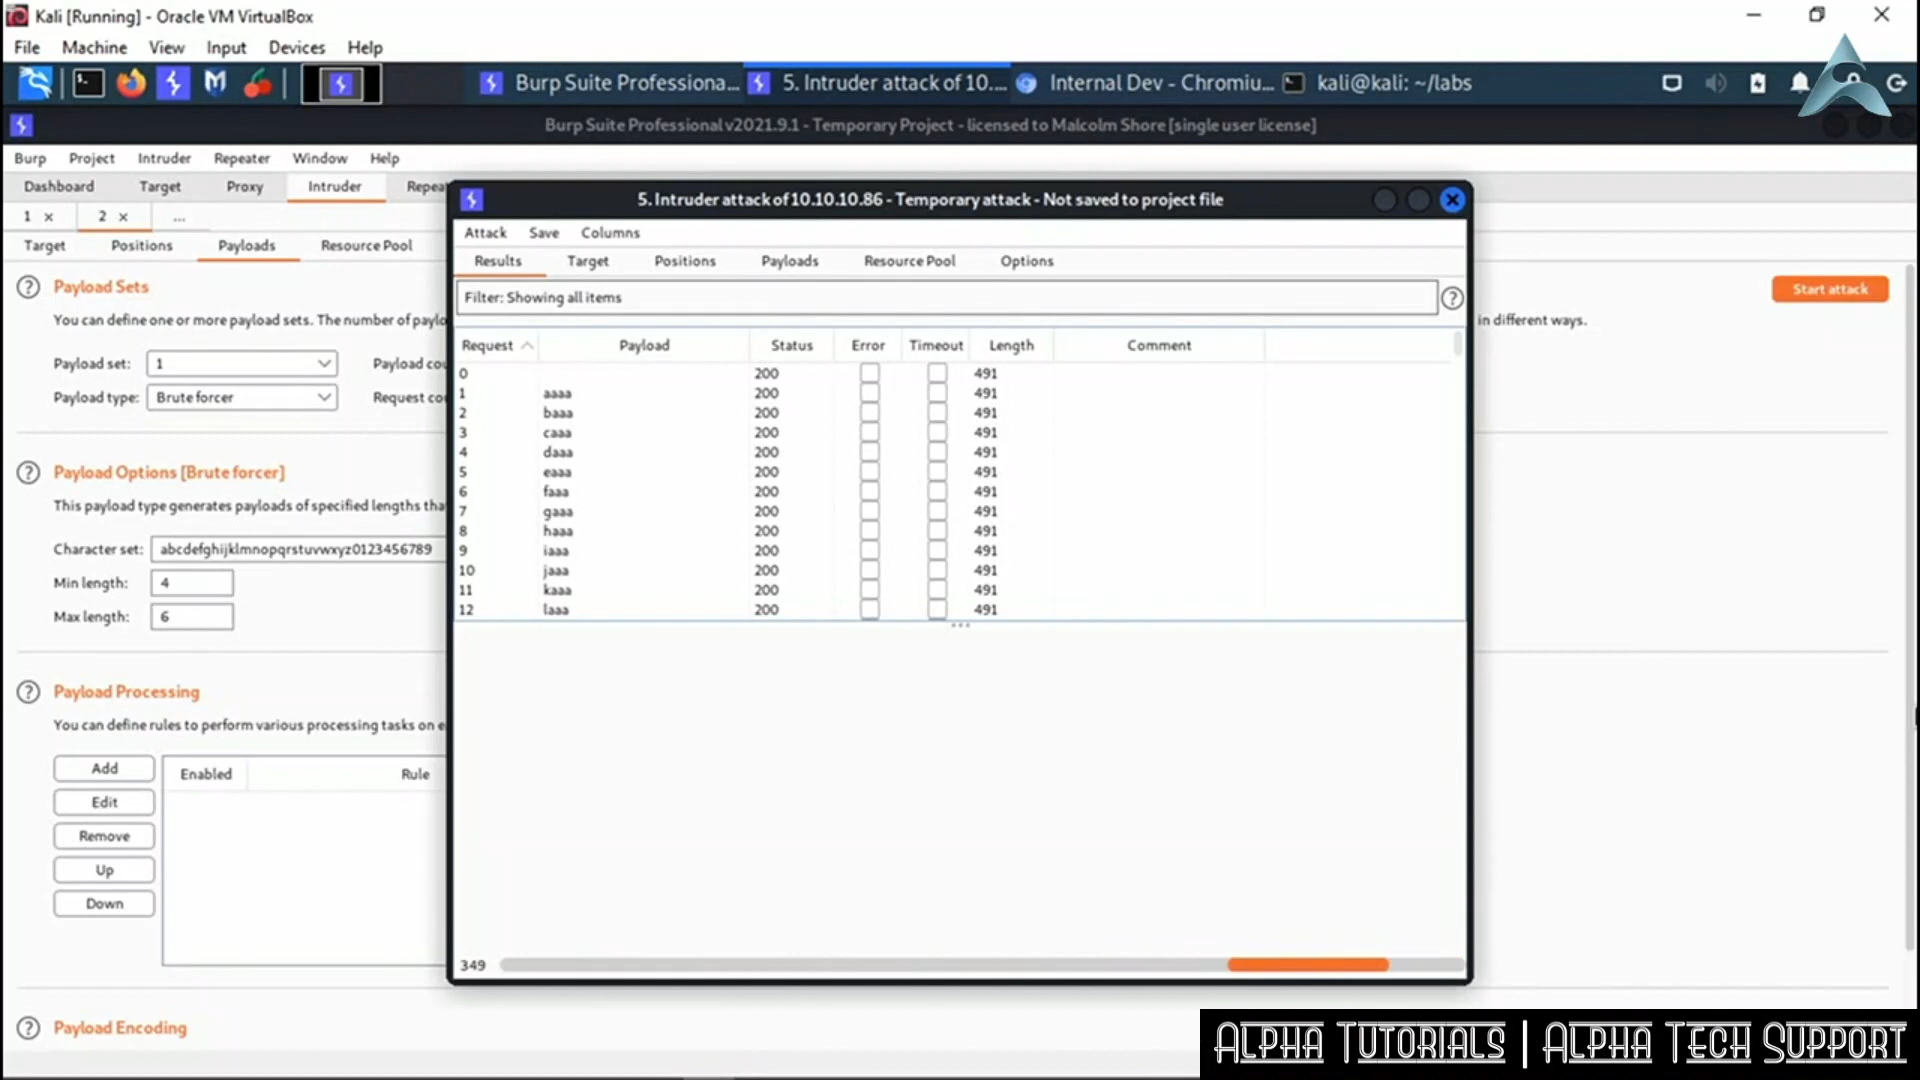 Kali [Running] - Oracle VM VirtualBox
File Machine View Input Devices Help
Burp Suite Professiona... 5. Intruder attack of 10.... Internal Dev - Chromiu... kali@kali: ~/labs
Burp Suite Professional v2021.9.1 - Temporary Project - licensed to Malcolm Shore [single user license]
Burp Project Intruder Repeater Window Help
Dashboard Target Proxy Intruder Repea
1 × 2 × ...
Target Positions Payloads Resource Pool
Payload Sets
Start attack
You can define one or more payload sets. The number of paylo
in different ways.
Payload set: 1 Payload cou
Payload type: Brute forcer Request cou
Payload Options [Brute forcer]
This payload type generates payloads of specified lengths tha
Character set: abcdefghijklmnopqrstuvwxyz0123456789
Min length: 4
Max length: 6
Payload Processing
You can define rules to perform various processing tasks on e
Add
Edit
Remove
Up
Down
Enabled Rule
Payload Encoding
5. Intruder attack of 10.10.10.86 - Temporary attack - Not saved to project file
Attack Save Columns
Results Target Positions Payloads Resource Pool Options
Filter: Showing all items
Request Payload Status Error Timeout Length Comment
0 200 491
1 aaaa 200 491
2 baaa 200 491
3 caaa 200 491
4 daaa 200 491
5 eaaa 200 491
6 faaa 200 491
7 gaaa 200 491
8 haaa 200 491
9 iaaa 200 491
10 jaaa 200 491
11 kaaa 200 491
12 laaa 200 491
349
Alpha Tutorials | Alpha Tech Support